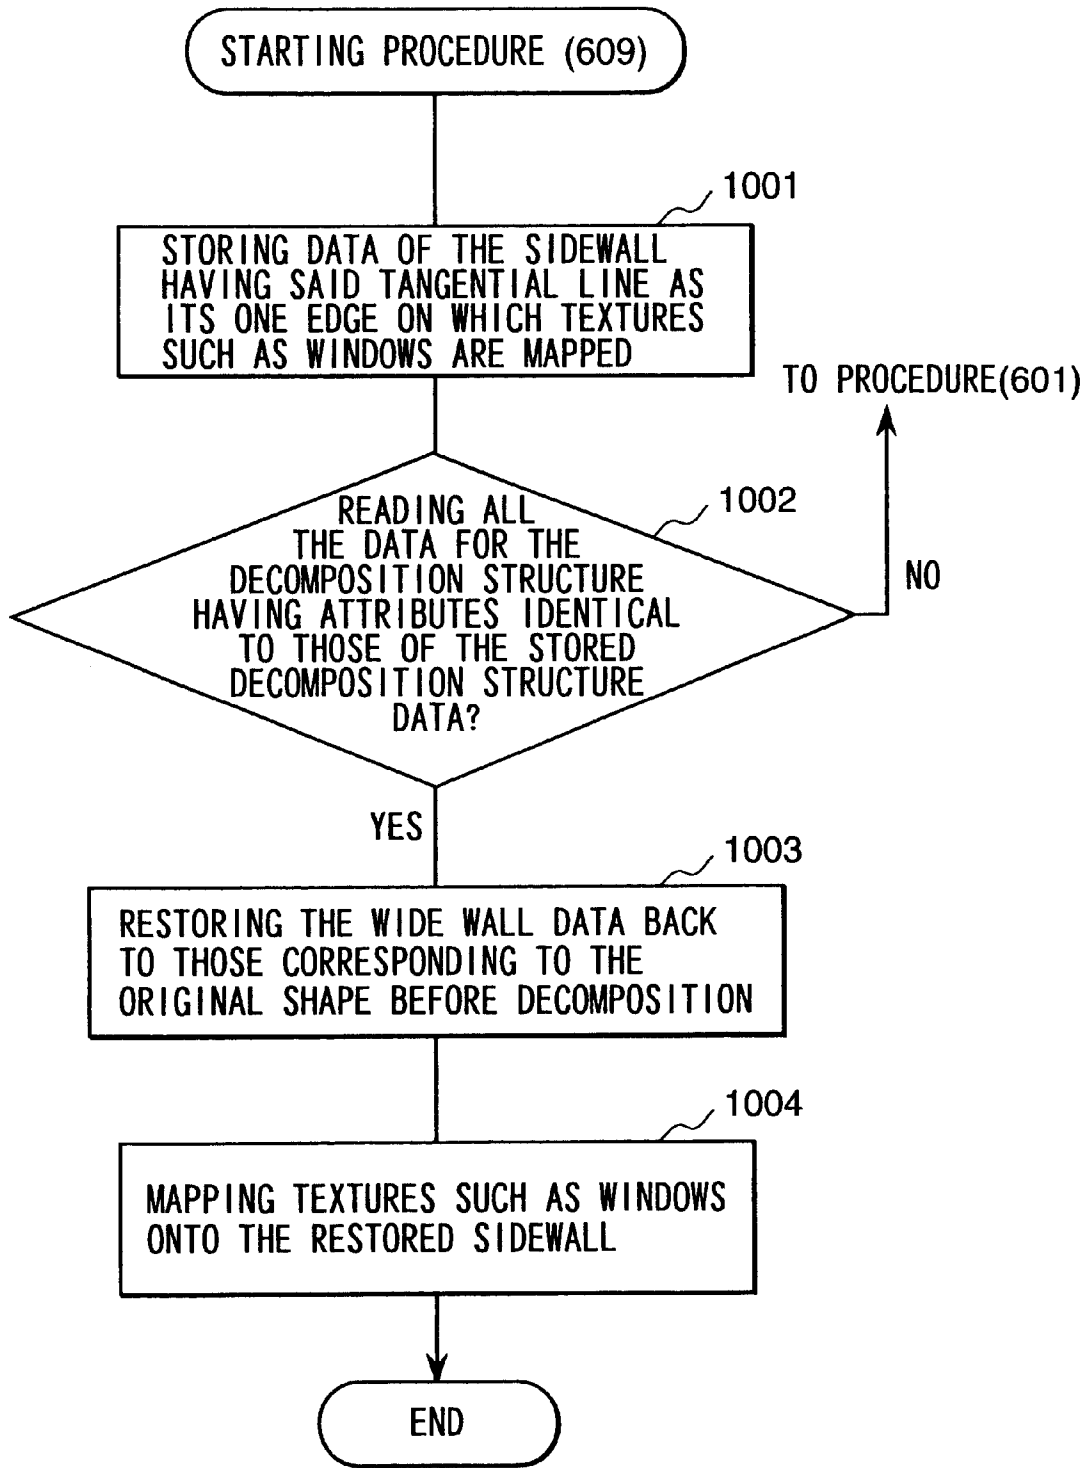 STARTING PROCEDURE (609)
1001
STORING DATA OF THE SIDEWALL
HAVING SAID TANGENTIAL LINE AS
ITS ONE EDGE ON WHICH TEXTURES
SUCH AS WINDOWS ARE MAPPED
TO PROCEDURE(601)
1002
READING ALL
THE DATA FOR THE
DECOMPOSITION STRUCTURE
HAVING ATTRIBUTES IDENTICAL
TO THOSE OF THE STORED
DECOMPOSITION STRUCTURE
DATA?
NO
YES
1003
RESTORING THE WIDE WALL DATA BACK
TO THOSE CORRESPONDING TO THE
ORIGINAL SHAPE BEFORE DECOMPOSITION
1004
MAPPING TEXTURES SUCH AS WINDOWS
ONTO THE RESTORED SIDEWALL
END